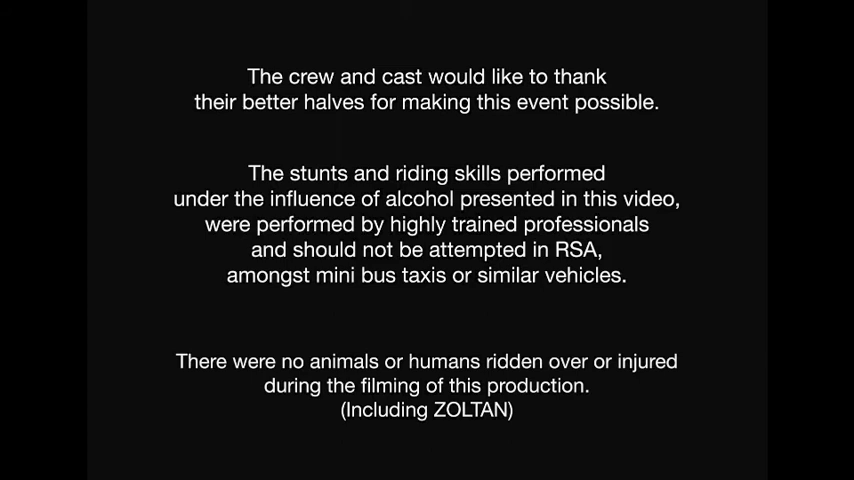 The crew and cast would like to thank
their better halves for making this event possible.
The stunts and riding skills performed
under the influence of alcohol presented in this video,
were performed by highly trained professionals
and should not be attempted in RSA,
amongst mini bus taxis or similar vehicles.
There were no animals or humans ridden over or injured
during the filming of this production.
(Including ZOLTAN)